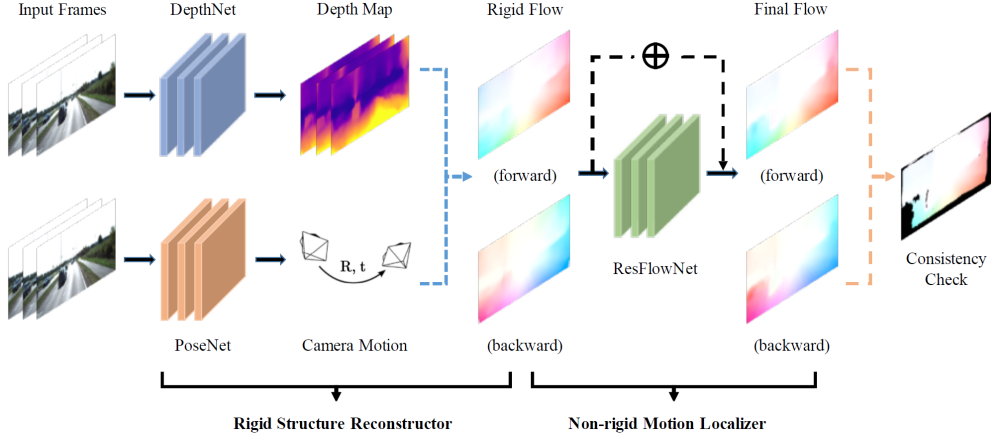 Input Frames
DepthNet
Depth Map
Rigid Flow
Final Flow
(forward)
(forward)
R, t
ResFlowNet
Consistency
Check
PoseNet
Camera Motion
(backward)
(backward)
Rigid Structure Reconstructor
Non-rigid Motion Localizer